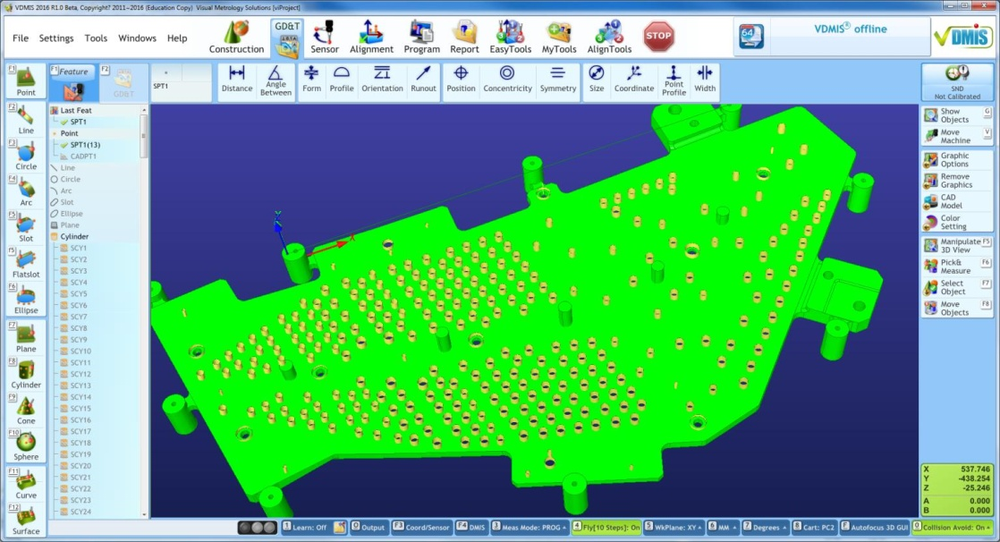 VDMIS 2016 R1.0 Beta, Copyright? 2011~2016 (Education Copy) Visual Metrology Solutions [viProject]
File Settings Tools Windows Help
Construction
GD&T
Sensor
Alignment
Program
Report
EasyTools
MyTools
AlignTools
STOP
64
VDMIS® offline
VDMIS
F1 Point
F2 Line
F3 Circle
F4 Arc
F5 Slot
Flatslot
F6 Ellipse
F7 Plane
F8 Cylinder
F9 Cone
F10 Sphere
F11 Curve
F12 Surface
F1 Feature
F2 GD&T
SPT1
Distance
Angle Between
Form
Profile
Orientation
Runout
Position
Concentricity
Symmetry
Size
Coordinate
Point Profile
Width
SND
Not Calibrated
Last Feat
SPT1
Point
SPT1(13)
CADPT1
Line
Circle
Arc
Slot
Ellipse
Plane
Cylinder
SCY1
SCY2
SCY3
SCY4
SCY5
SCY6
SCY7
SCY8
SCY9
SCY10
SCY11
SCY12
SCY13
SCY14
SCY15
SCY16
SCY17
SCY18
SCY19
SCY20
SCY21
SCY22
SCY23
SCY24
X
Show Objects G
Move Machine V
Graphic Options
Remove Graphics
CAD Model
Color Setting
Manipulate 3D View F5
Pick& Measure F6
Select Object F7
Move Objects F8
X 537.746
Y -438.254
Z -25.246
A 0.000
B 0.000
1 Learn: Off
0 Output
F3 Coord/Sensor
F4 DMIS
3 Meas Mode: PROG
4 Fly[10 Steps]: On
5 WkPlane: XY
6 MM
7 Degrees
8 Cart: PC2
F Autofocus 3D GUI
0 Collision Avoid: On